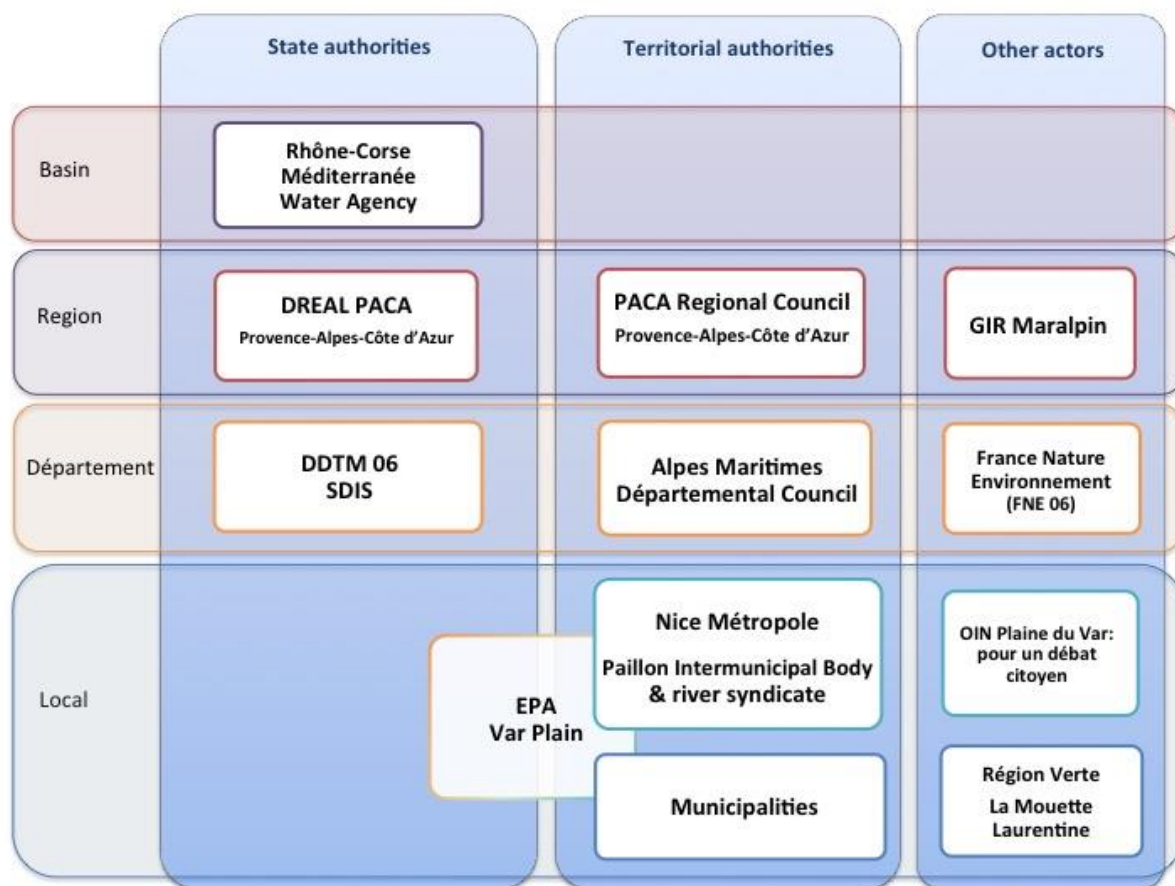 State authorities
Territorial authorities
Other actors
Basin
Rhône-Corse
Méditerranée
Water Agency
Region
DREAL PACA
Provence-Alpes-Côte d’Azur
PACA Regional Council
Provence-Alpes-Côte d’Azur
GIR Maralpin
Département
DDTM 06
SDIS
Alpes Maritimes
Départemental Council
France Nature
Environnement
(FNE 06)
Local
EPA
Var Plain
Nice Métropole
Paillon Intermunicipal Body
& river syndicate
Municipalities
OIN Plaine du Var:
pour un débat
citoyen
Région Verte
La Mouette
Laurentine